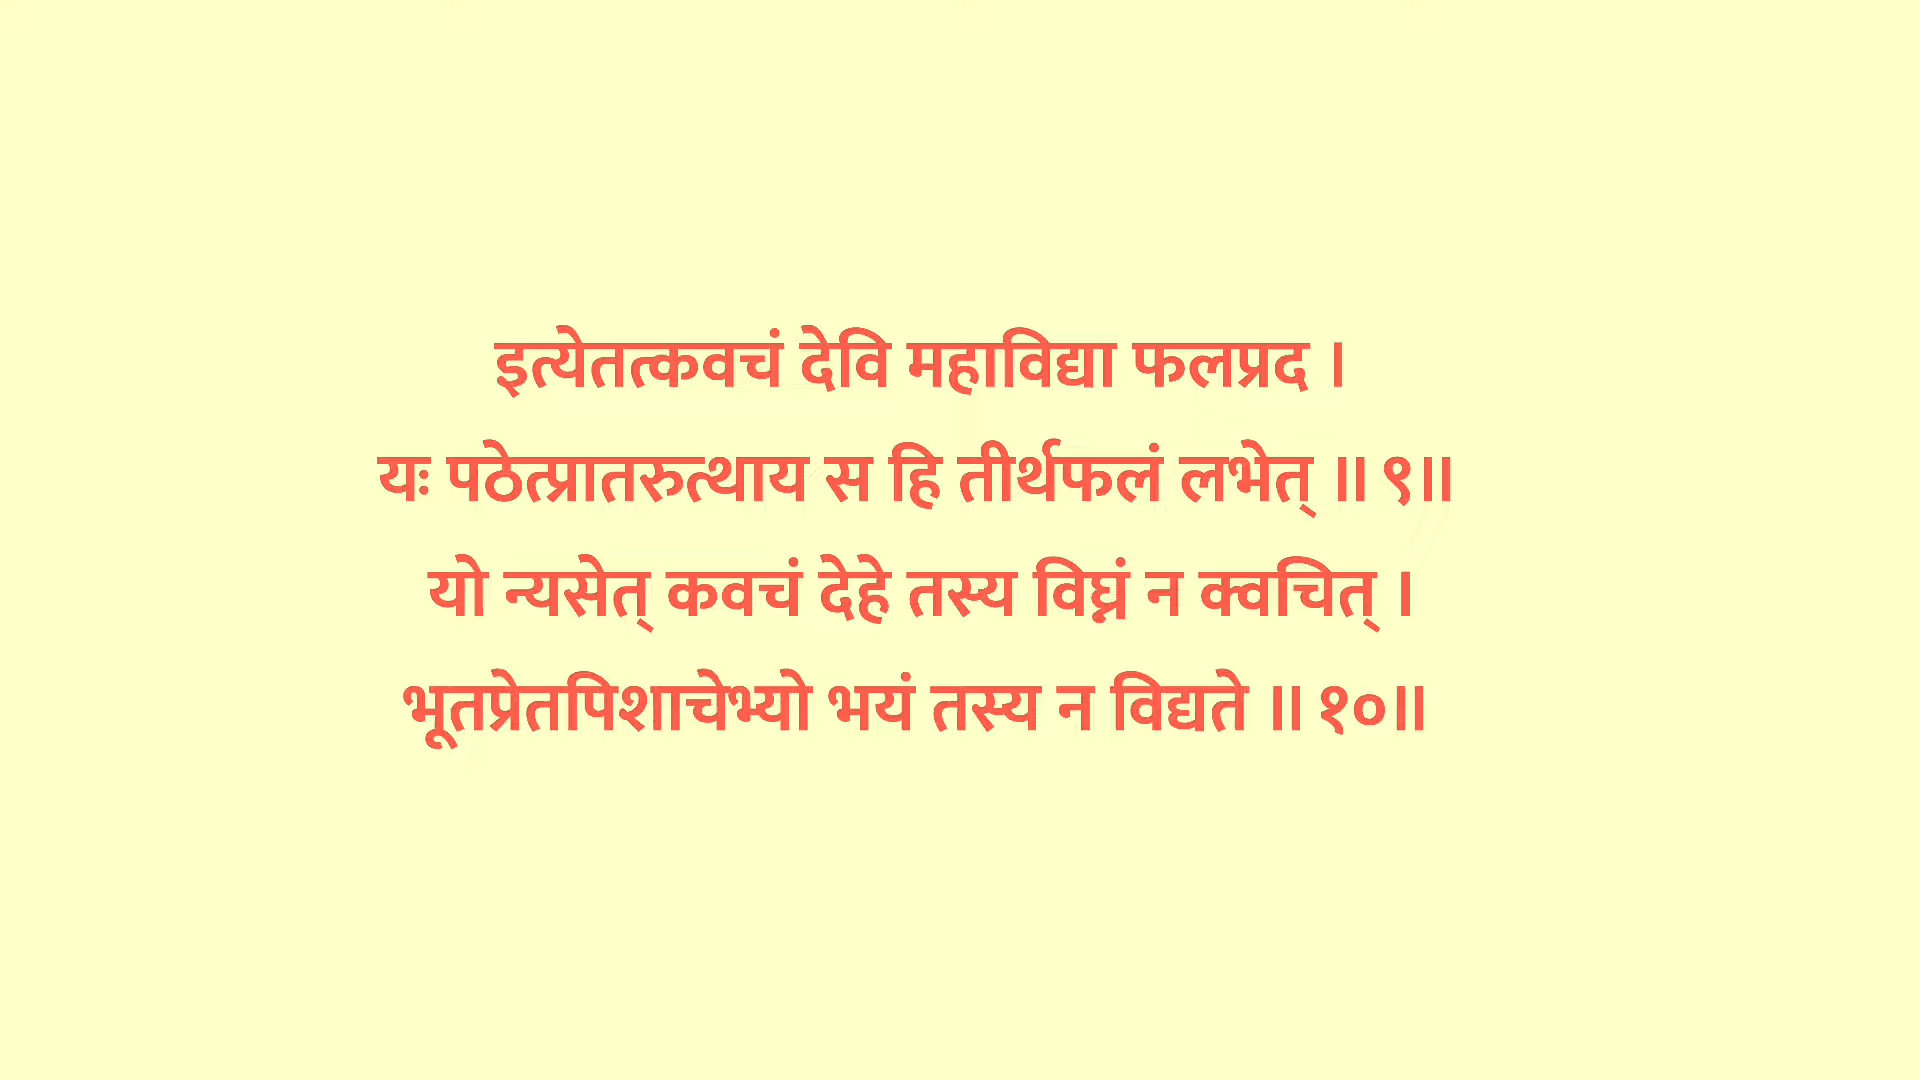 इत्येतत्कवचं देवि महाविद्या फलप्रद ।
यः पठेत्प्रातरुत्थाय स हि तीर्थफलं लभेत् ॥ ९॥
यो न्यसेत् कवचं देहे तस्य विघ्नं न क्वचित् ।
भूतप्रेतपिशाचेभ्यो भयं तस्य न विद्यते ॥ १०॥